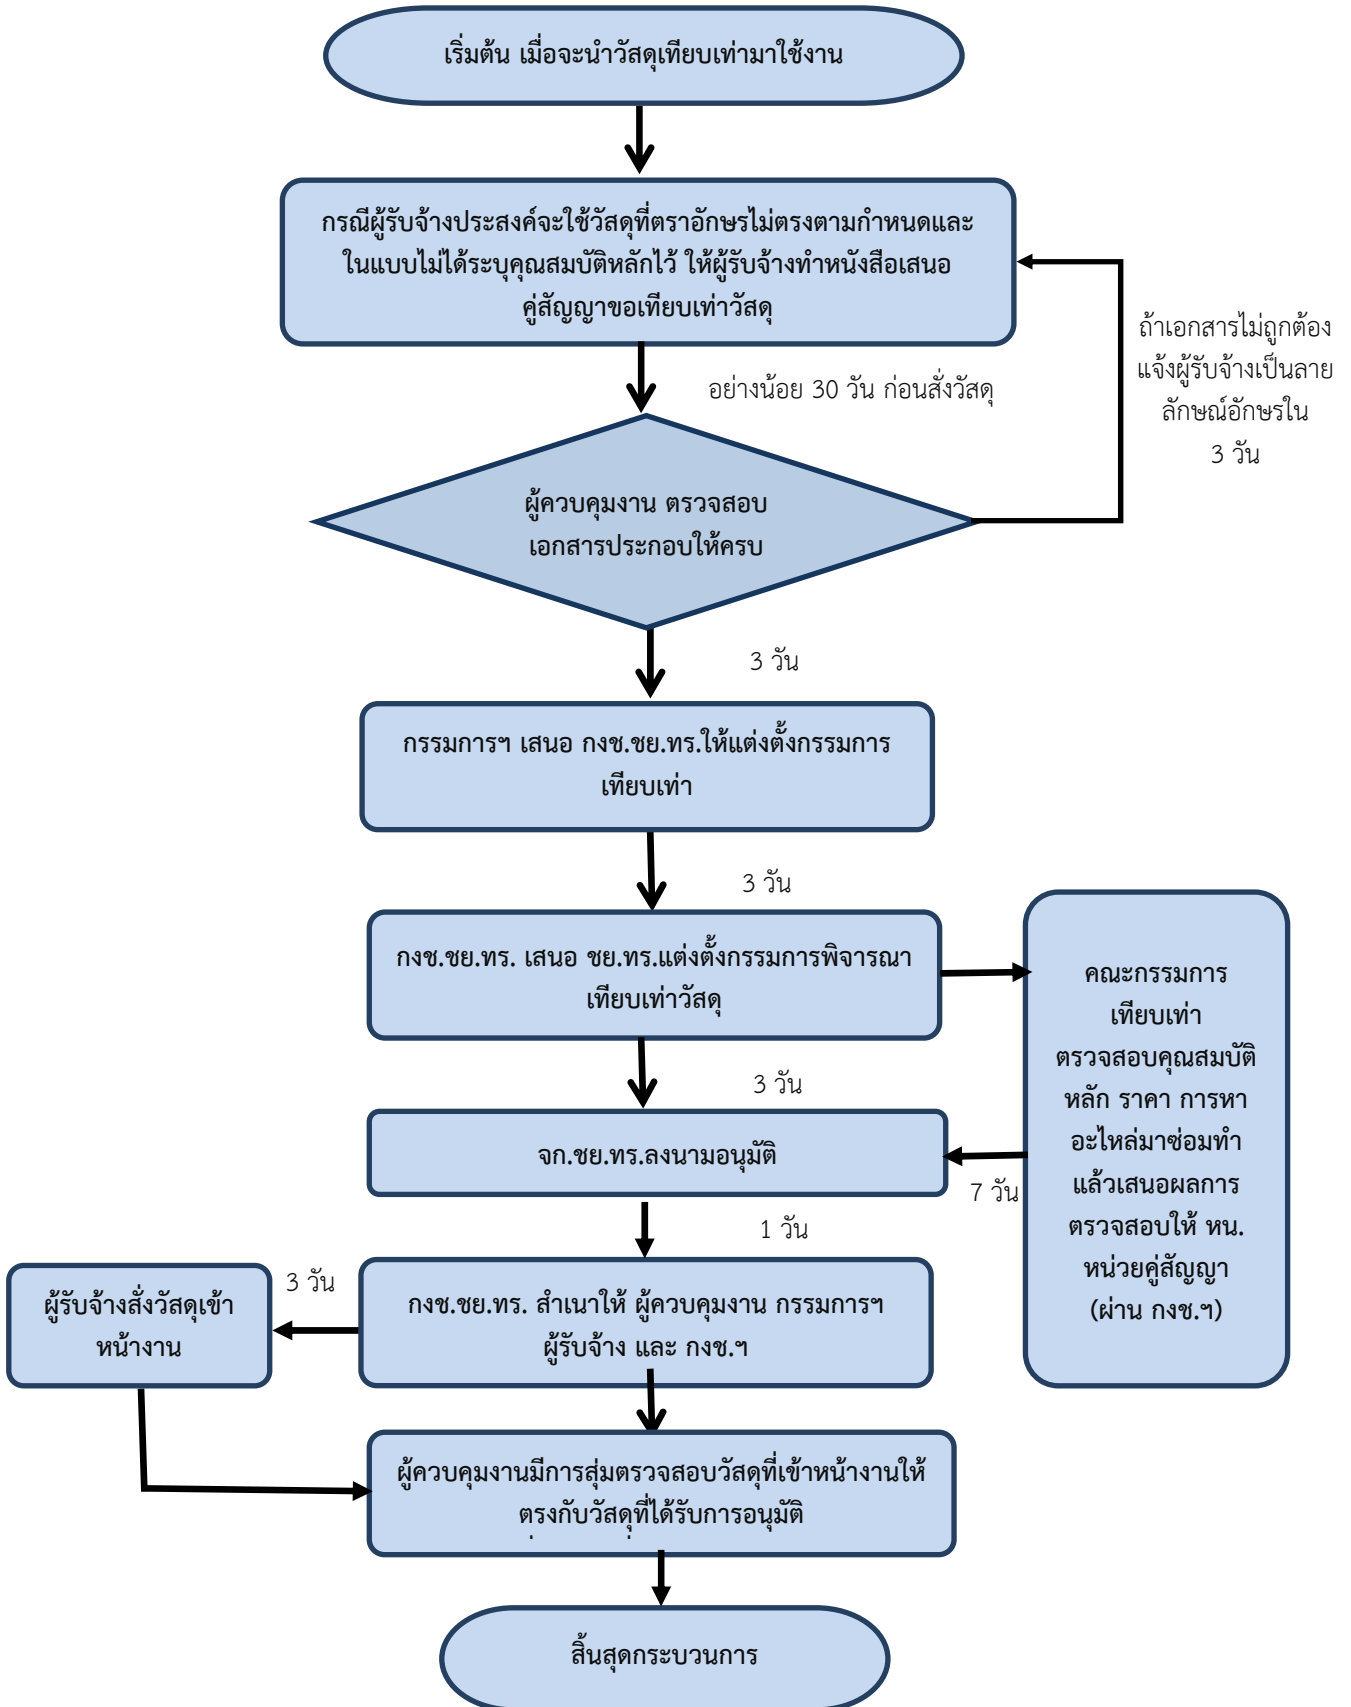 เริ่มต้น เมื่อจะนำวัสดุเทียบเท่ามาใช้งาน
กรณีผู้รับจ้างประสงค์จะใช้วัสดุที่ตราอักษรไม่ตรงตามกำหนดและ
ในแบบไม่ได้ระบุคุณสมบัติหลักไว้ ให้ผู้รับจ้างทำหนังสือเสนอ
คู่สัญญาขอเทียบเท่าวัสดุ
ถ้าเอกสารไม่ถูกต้อง
แจ้งผู้รับจ้างเป็นลาย
ลักษณ์อักษรใน
3 วัน
อย่างน้อย 30 วัน ก่อนสั่งวัสดุ
ผู้ควบคุมงาน ตรวจสอบ
เอกสารประกอบให้ครบ
3 วัน
กรรมการฯ เสนอ กงช.ชย.ทร.ให้แต่งตั้งกรรมการ
เทียบเท่า
3 วัน
กงช.ชย.ทร. เสนอ ชย.ทร.แต่งตั้งกรรมการพิจารณา
เทียบเท่าวัสดุ
คณะกรรมการ
เทียบเท่า
ตรวจสอบคุณสมบัติ
หลัก ราคา การหา
อะไหล่มาซ่อมทำ
แล้วเสนอผลการ
ตรวจสอบให้ หน.
หน่วยคู่สัญญา
(ผ่าน กงช.ฯ)
3 วัน
จก.ชย.ทร.ลงนามอนุมัติ
7 วัน
1 วัน
กงช.ชย.ทร. สำเนาให้ ผู้ควบคุมงาน กรรมการฯ
ผู้รับจ้าง และ กงช.ฯ
3 วัน
ผู้รับจ้างสั่งวัสดุเข้า
หน้างาน
ผู้ควบคุมงานมีการสุ่มตรวจสอบวัสดุที่เข้าหน้างานให้
ตรงกับวัสดุที่ได้รับการอนุมัติ
สิ้นสุดกระบวนการ